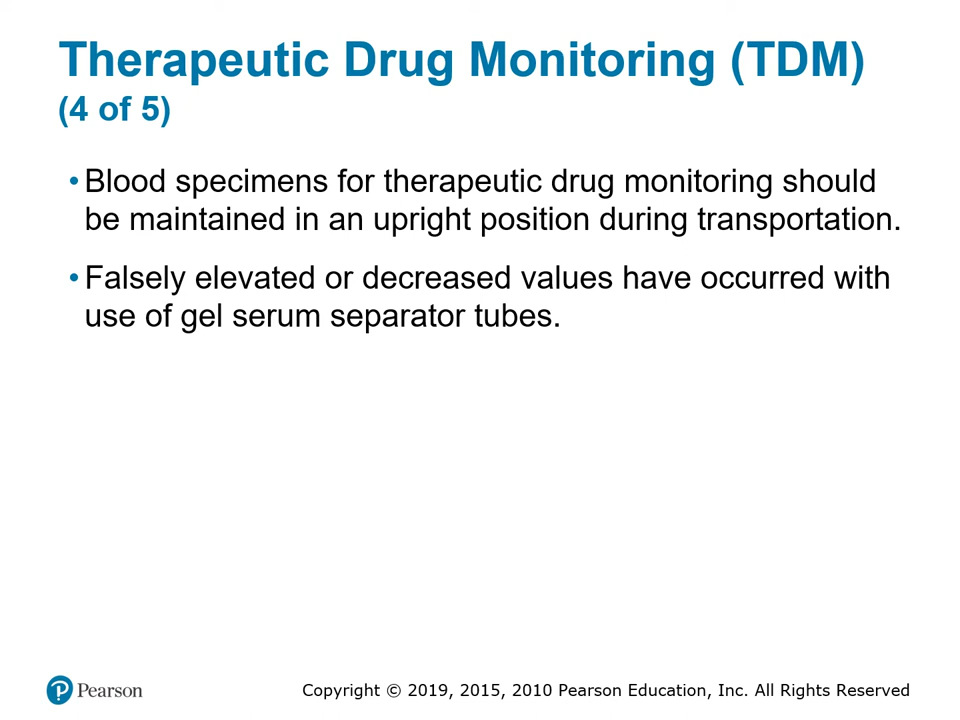 Therapeutic Drug Monitoring (TDM)
(4 of 5)
• Blood specimens for therapeutic drug monitoring should
be maintained in an upright position during transportation.
• Falsely elevated or decreased values have occurred with
use of gel serum separator tubes.
Pearson
Copyright © 2019, 2015, 2010 Pearson Education, Inc. All Rights Reserved